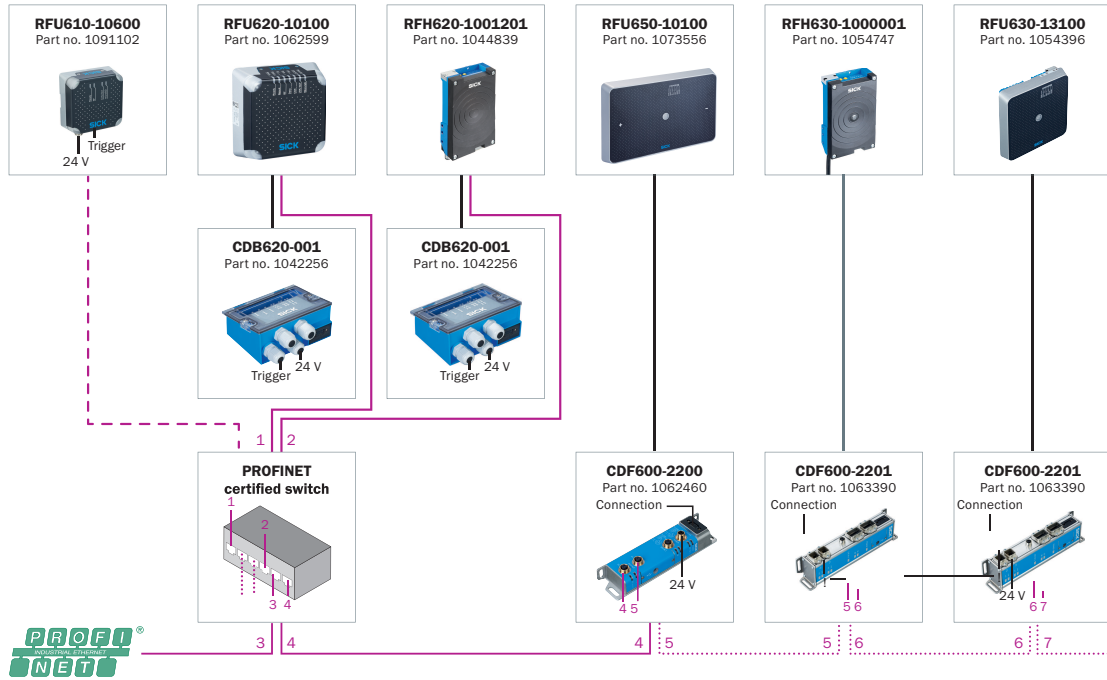 RFU610-10600
Part no. 1091102
SICK
Trigger
24 V
RFU620-10100
Part no. 1062599
SICK
RFH620-1001201
Part no. 1044839
SICK
RFU650-10100
Part no. 1073556
SICK
RFH630-1000001
Part no. 1054747
SICK
RFU630-13100
Part no. 1054396
SICK
CDB620-001
Part no. 1042256
SICK
24 V
Trigger
CDB620-001
Part no. 1042256
SICK
24 V
Trigger
1 2
PROFINET
certified switch
1
2
3 4
CDF600-2200
Part no. 1062460
Connection
24 V
4 5
CDF600-2201
Part no. 1063390
Connection
5 6
CDF600-2201
Part no. 1063390
Connection
24 V
6 7
PROFI
INDUSTRIAL ETHERNET
NET
®
3 4
4 5
5 6
6 7